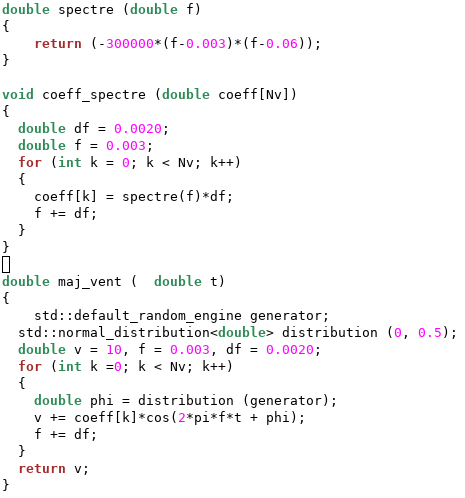 double spectre (double f)
{
    return (-300000*(f-0.003)*(f-0.06));
}

void coeff_spectre (double coeff[Nv])
{
  double df = 0.0020;
  double f = 0.003;
  for (int k = 0; k < Nv; k++)
  {
    coeff[k] = spectre(f)*df;
    f += df;
  }
}

double maj_vent (  double t)
{
    std::default_random_engine generator;
  std::normal_distribution<double> distribution (0, 0.5);
  double v = 10, f = 0.003, df = 0.0020;
  for (int k =0; k < Nv; k++)
  {
    double phi = distribution (generator);
    v += coeff[k]*cos(2*pi*f*t + phi);
    f += df;
  }
  return v;
}